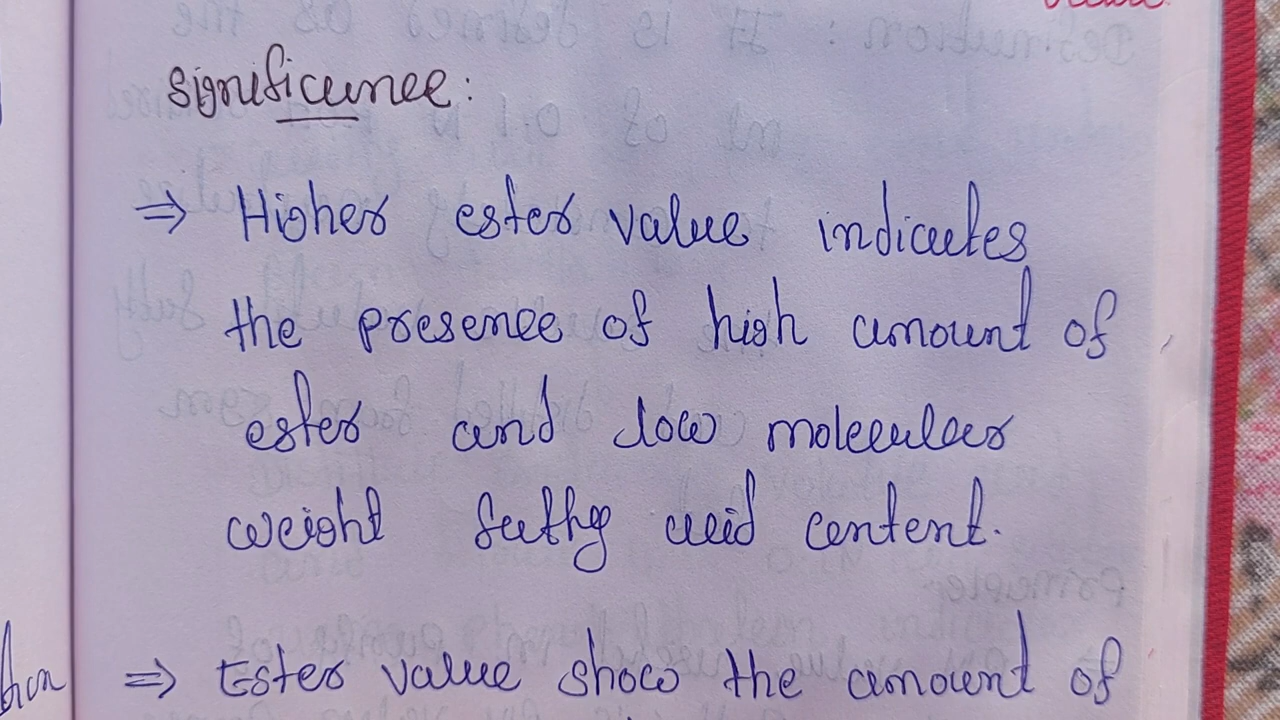 Significance:
⇒ Higher ester value indicates
the presence of high amount of
ester and low molecular
weight fatty acid content.
⇒ Ester value show the amount of